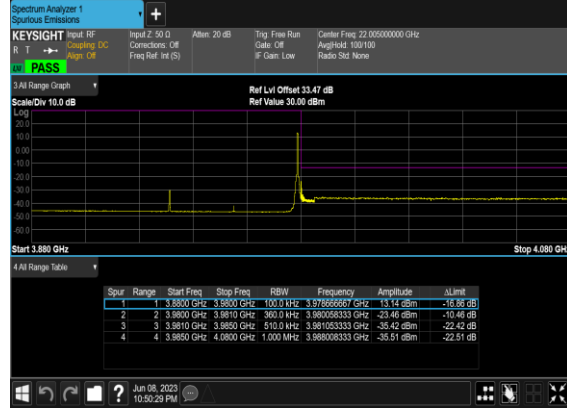 Spectrum Analyzer 1
Spurious Emissions
+
KEYSIGHT Input: RF Input Z: 50 Ω Atten: 20 dB Trig: Free Run Center Freq: 22.005000000 GHz
R T Coupling: DC Corrections: Off Gate: Off Avg|Hold: 100/100
Align: Off Freq Ref: Int (S) IF Gain: Low Radio Std: None
PASS
3 All Range Graph
Ref Lvl Offset 33.47 dB
Scale/Div 10.0 dB Ref Value 30.00 dBm
Log
20.0
10.0
0.00
-10.0
-20.0
-30.0
-40.0
-50.0
-60.0
Start 3.880 GHz Stop 4.080 GHz
4 All Range Table
Spur Range Start Freq Stop Freq RBW Frequency Amplitude ΔLimit
1 1 3.8800 GHz 3.9800 GHz 100.0 kHz 3.978666667 GHz 13.14 dBm -16.86 dB
2 2 3.9800 GHz 3.9810 GHz 360.0 kHz 3.980058333 GHz -23.46 dBm -10.46 dB
3 3 3.9810 GHz 3.9850 GHz 510.0 kHz 3.981053333 GHz -35.42 dBm -22.42 dB
4 4 3.9850 GHz 4.0800 GHz 1.000 MHz 3.988008333 GHz -35.51 dBm -22.51 dB
? Jun 08, 2023
10:50:29 PM